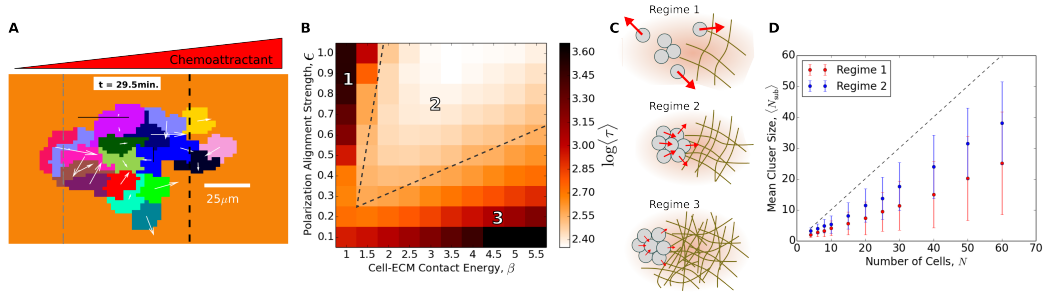 A
Chemoattractant
t = 29.5min.
25μm
B
Polarization Alignment Strength, ϵ
1.0
0.9
0.8
0.7
0.6
0.5
0.4
0.3
0.2
0.1
1
2
3
1 1.5 2 2.5 3 3.5 4 4.5 5 5.5
Cell-ECM Contact Energy, β
3.60
3.45
3.30
3.15
3.00
2.85
2.70
2.55
2.40
log⟨τ⟩
C
Regime 1
Regime 2
Regime 3
D
Mean Cluser Size, ⟨N_sub⟩
60
50
40
30
20
10
0
Regime 1
Regime 2
0 10 20 30 40 50 60 70
Number of Cells, N